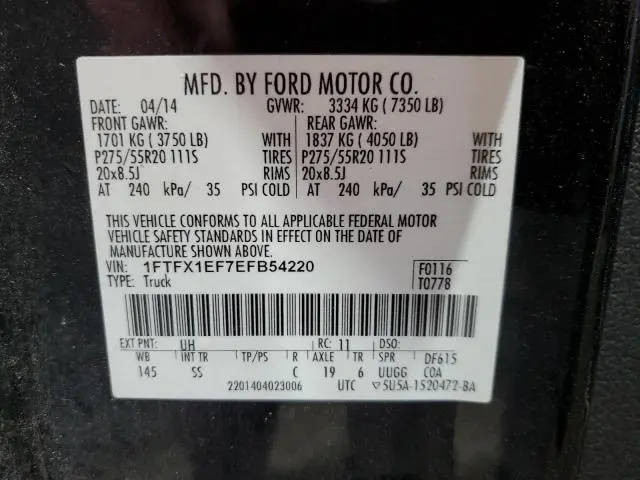 MFD. BY FORD MOTOR CO.
DATE: 04/14 GVWR: 3334 KG ( 7350 LB)
FRONT GAWR: REAR GAWR:
1701 KG ( 3750 LB) WITH 1837 KG ( 4050 LB) WITH
P275/55R20 111S TIRES P275/55R20 111S TIRES
20x8.5J RIMS 20x8.5J RIMS
AT 240 kPa/ 35 PSI COLD AT 240 kPa/ 35 PSI COLD
THIS VEHICLE CONFORMS TO ALL APPLICABLE FEDERAL MOTOR
VEHICLE SAFETY STANDARDS IN EFFECT ON THE DATE OF
MANUFACTURE SHOWN ABOVE.
VIN: 1FTFX1EF7EFB54220 F0116
TYPE: Truck T0778
EXT PNT: UH RC: 11 DSO:
WB INT TR TP/PS R AXLE TR SPR DF615
145 SS C 19 6 UUGG COA
2201404023006 UTC ▽5U5A-1520472-BA